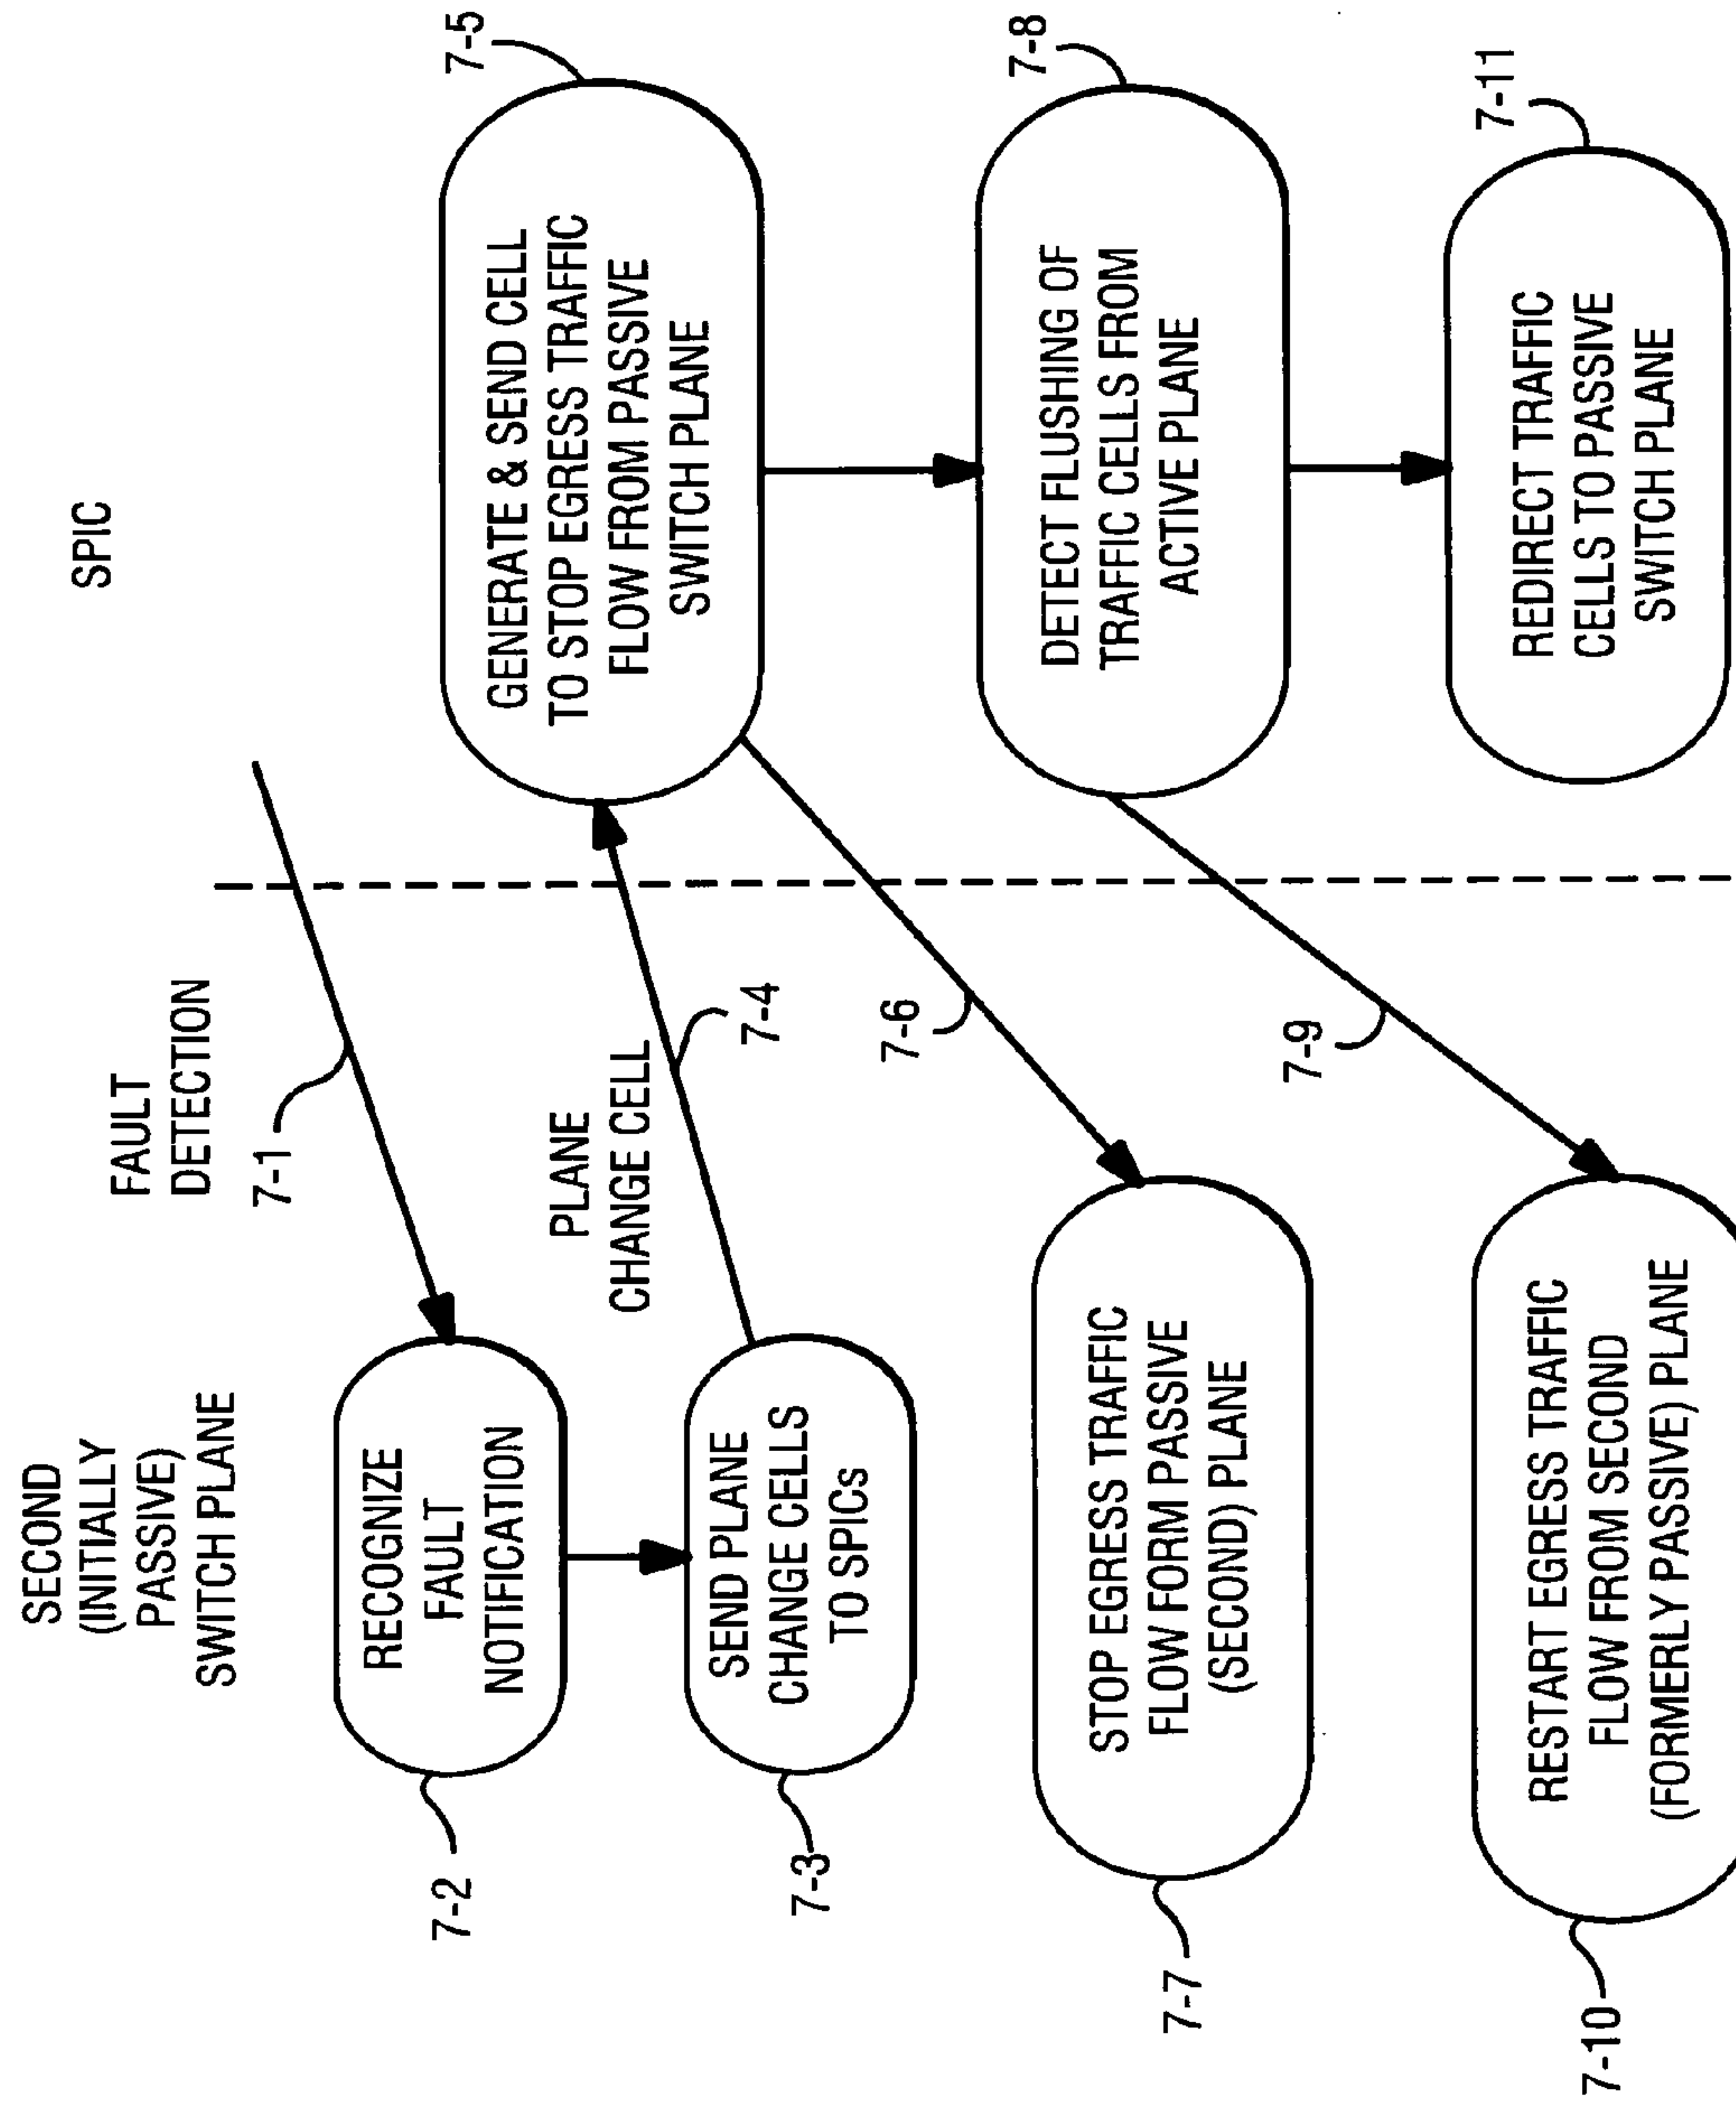 SECOND
(INITIALLY
PASSIVE)
SWITCH PLANE
FAULT
DETECTION
SPIC
7-1
7-2
RECOGNIZE
FAULT
NOTIFICATION
7-3
SEND PLANE
CHANGE CELLS
TO SPICs
PLANE
CHANGE CELL
7-4
7-5
GENERATE & SEND CELL
TO STOP EGRESS TRAFFIC
FLOW FROM PASSIVE
SWITCH PLANE
7-6
7-7
STOP EGRESS TRAFFIC
FLOW FORM PASSIVE
(SECOND) PLANE
7-8
DETECT FLUSHING OF
TRAFFIC CELLS FROM
ACTIVE PLANE
7-9
7-10
RESTART EGRESS TRAFFIC
FLOW FROM SECOND
(FORMERLY PASSIVE) PLANE
7-11
REDIRECT TRAFFIC
CELLS TO PASSIVE
SWITCH PLANE